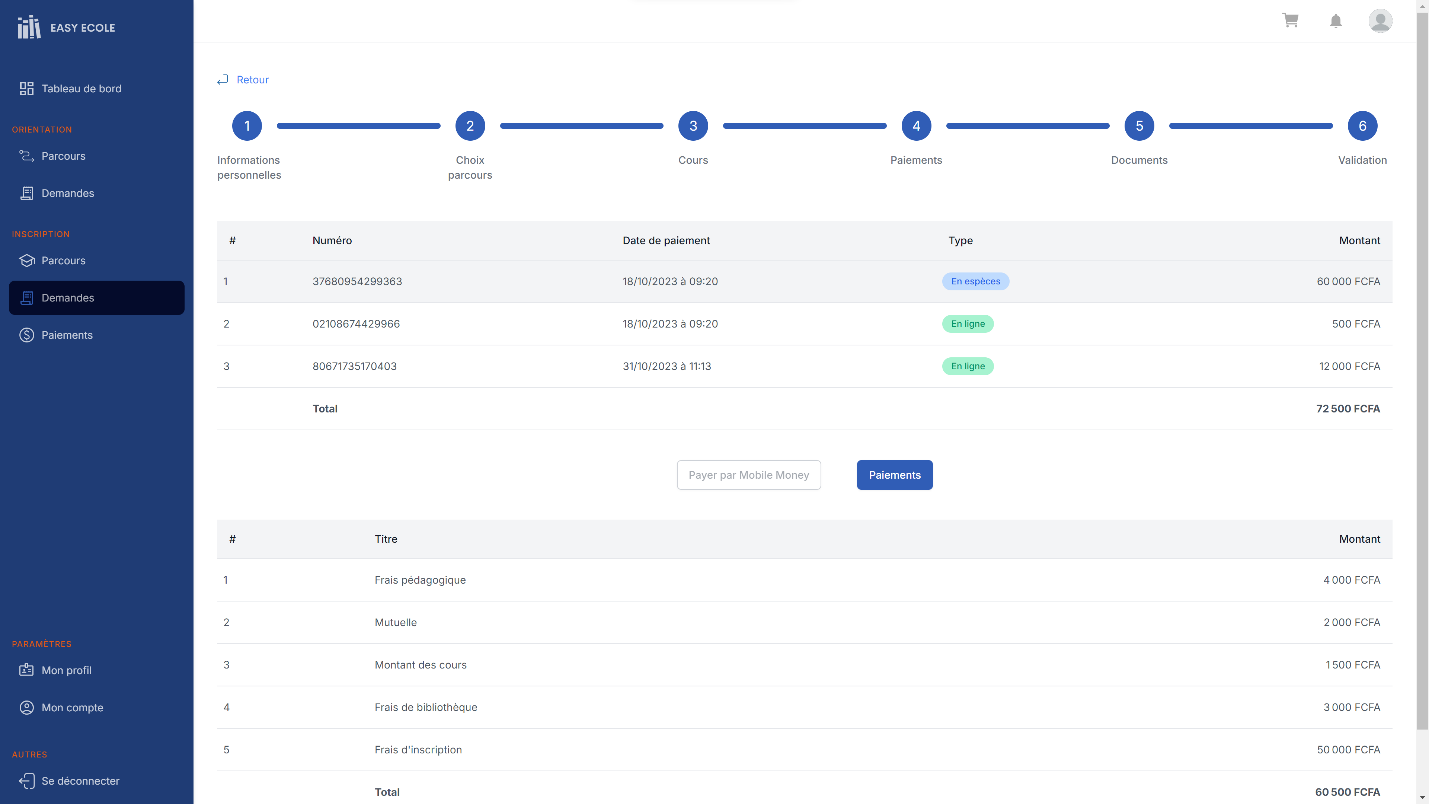 EASY ECOLE
Tableau de bord
ORIENTATION
Parcours
Demandes
INSCRIPTION
Parcours
Demandes
Paiements
PARAMÈTRES
Mon profil
Mon compte
AUTRES
Se déconnecter
Retour
1 2 3 4 5 6
Informations personnelles
Choix parcours
Cours
Paiements
Documents
Validation
# Numéro Date de paiement Type Montant
1 37680954299363 18/10/2023 à 09:20 En espèces 60 000 FCFA
2 02108674429966 18/10/2023 à 09:20 En ligne 500 FCFA
3 80671735170403 31/10/2023 à 11:13 En ligne 12 000 FCFA
Total 72 500 FCFA
Payer par Mobile Money Paiements
# Titre Montant
1 Frais pédagogique 4 000 FCFA
2 Mutuelle 2 000 FCFA
3 Montant des cours 1 500 FCFA
4 Frais de bibliothèque 3 000 FCFA
5 Frais d'inscription 50 000 FCFA
Total 60 500 FCFA